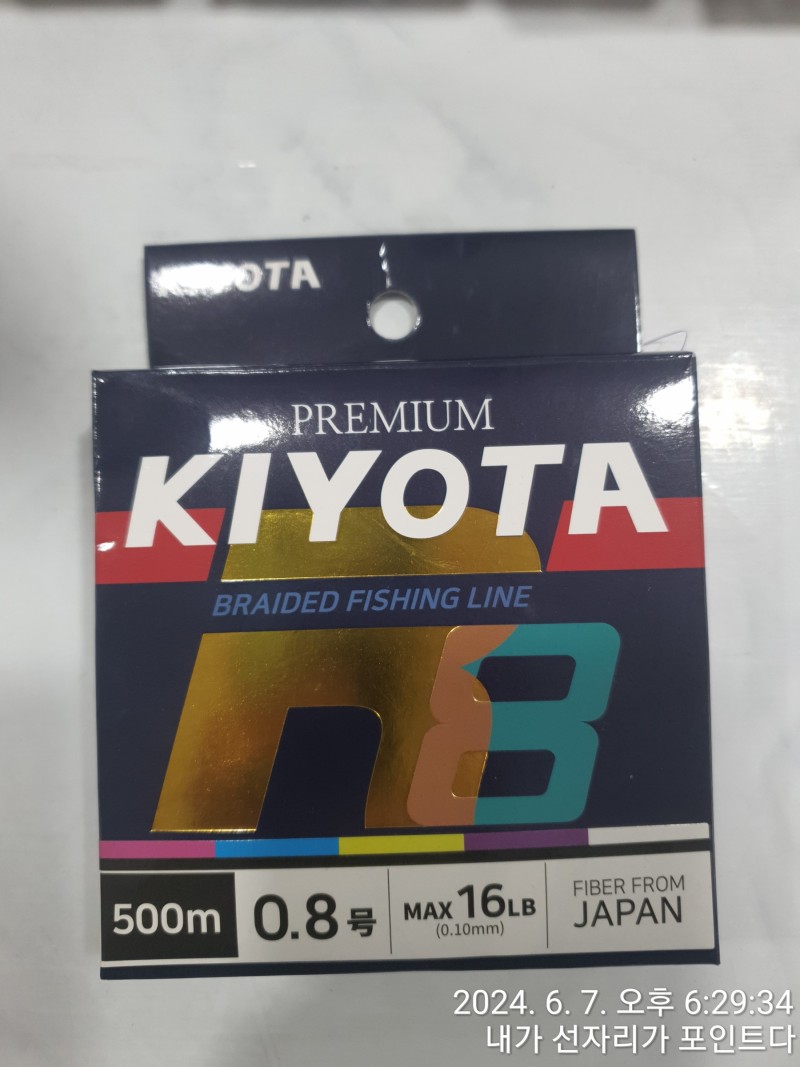 PREMIUM
KIYOTA
BRAIDED FISHING LINE
R8
500m
0.8号
MAX 16LB
(0.10mm)
FIBER FROM
JAPAN
2024. 6. 7. 오후 6:29:34
내가 선자리가 포인트다